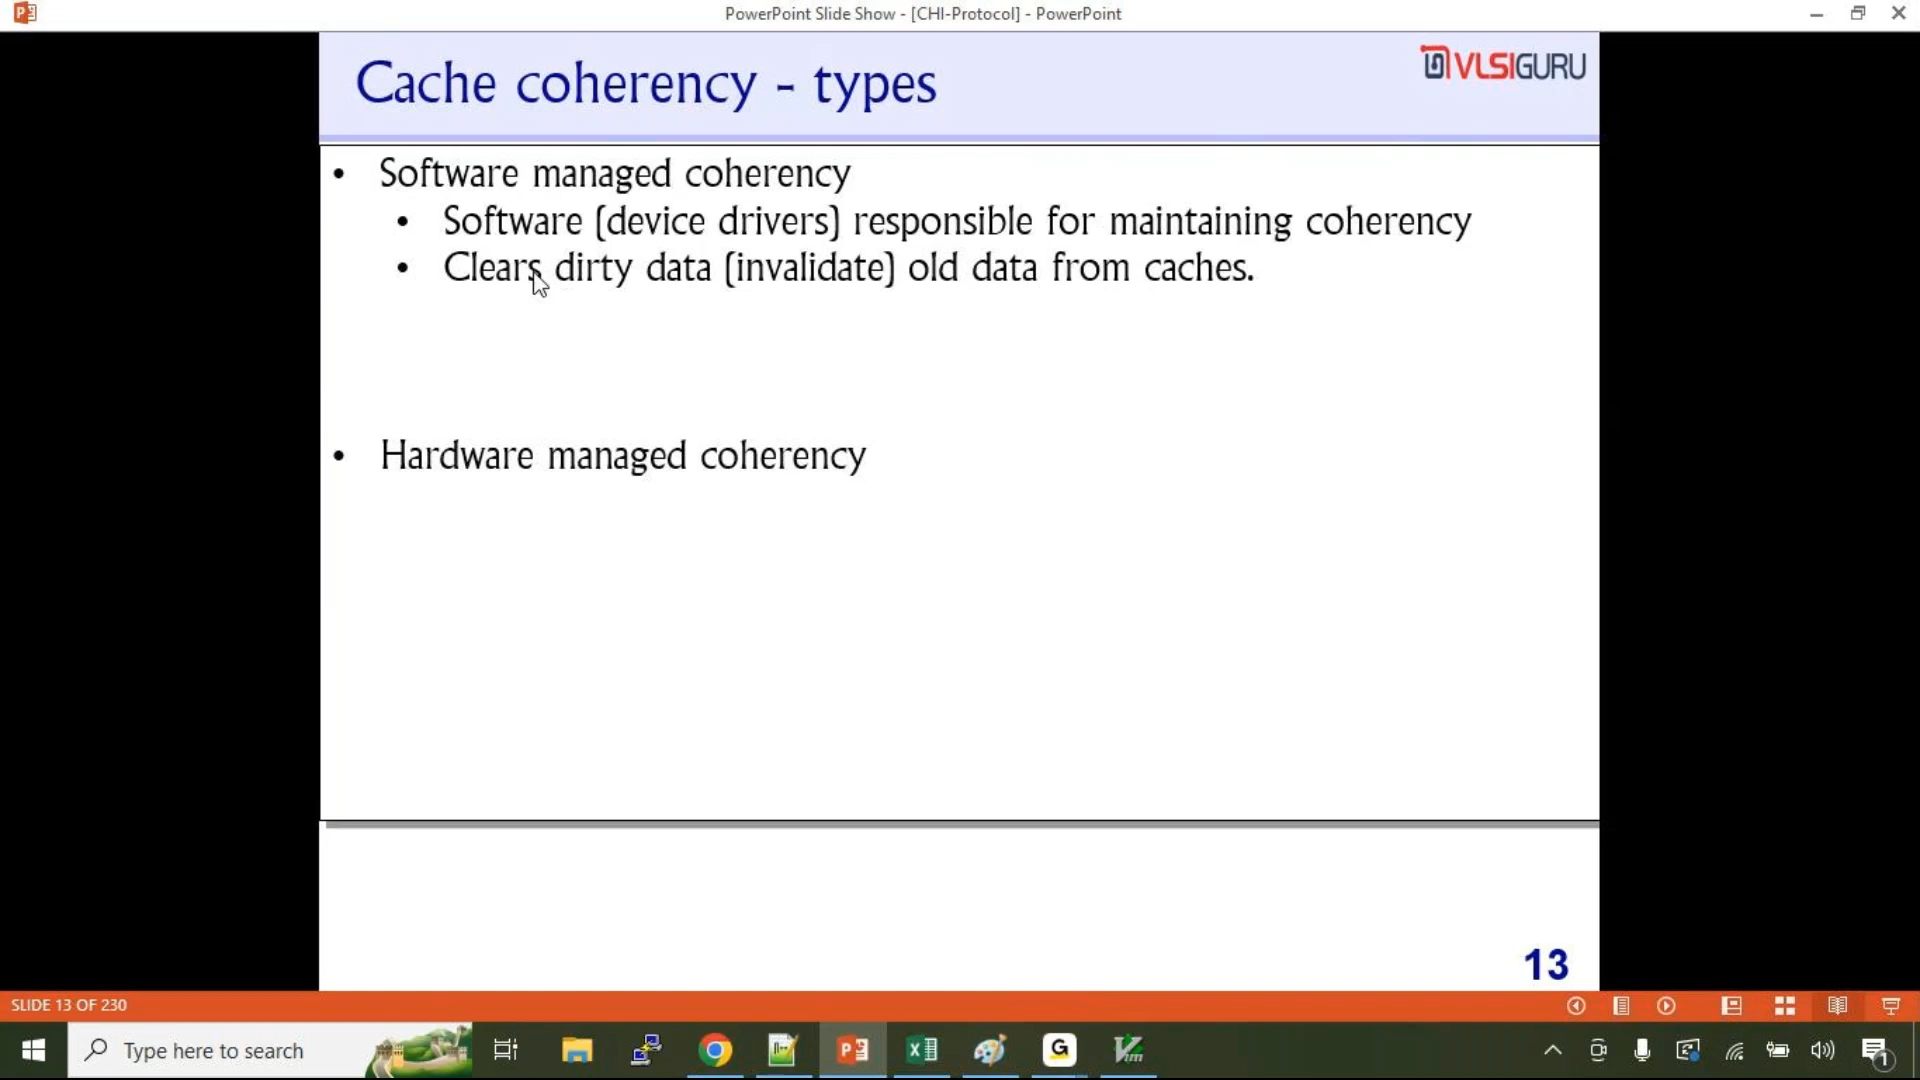 PowerPoint Slide Show - [CHI-Protocol] - PowerPoint
Cache coherency - types
VLSIGURU
• Software managed coherency
• Software (device drivers) responsible for maintaining coherency
• Clears dirty data (invalidate) old data from caches.
• Hardware managed coherency
13
SLIDE 13 OF 230
Type here to search
1